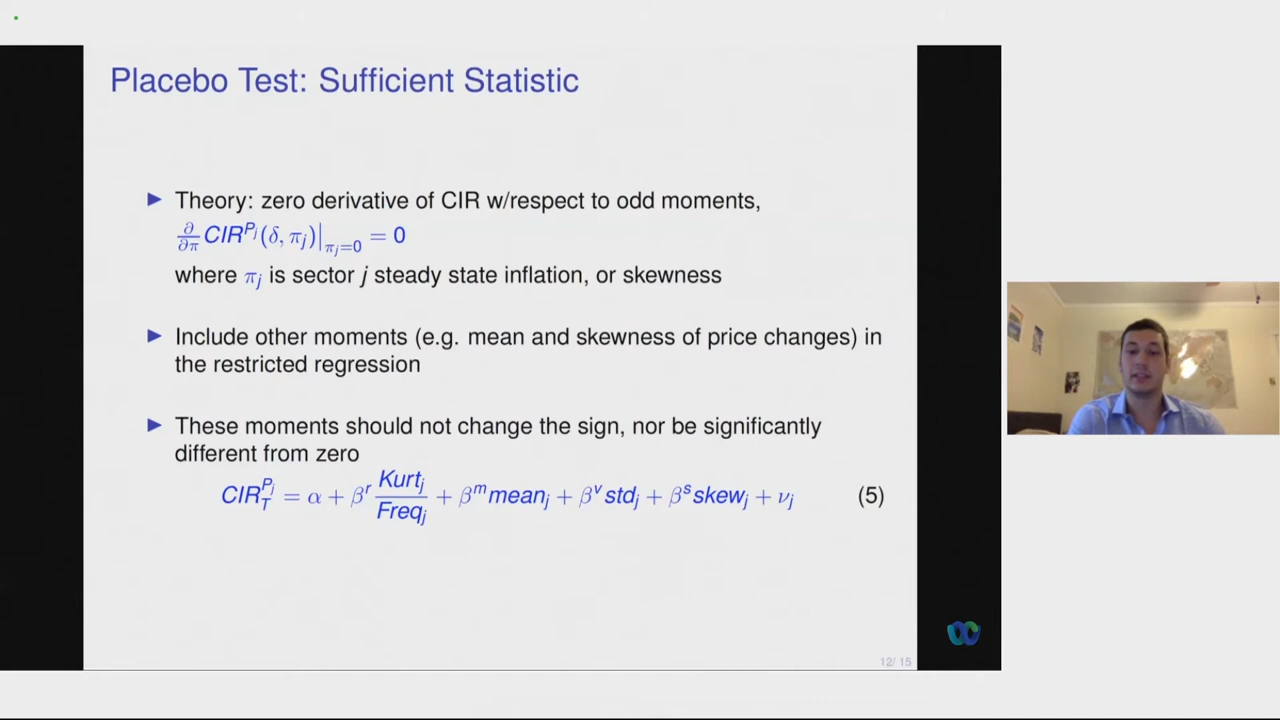 Placebo Test: Sufficient Statistic
▶ Theory: zero derivative of CIR w/respect to odd moments,
∂/∂π CIR^{P_j}(δ, π_j)|_{π_j=0} = 0
where π_j is sector j steady state inflation, or skewness
▶ Include other moments (e.g. mean and skewness of price changes) in
the restricted regression
▶ These moments should not change the sign, nor be significantly
different from zero
CIR_T^{P_j} = α + β^r Kurt_j/Freq_j + β^m mean_j + β^v std_j + β^s skew_j + ν_j (5)
12/ 15